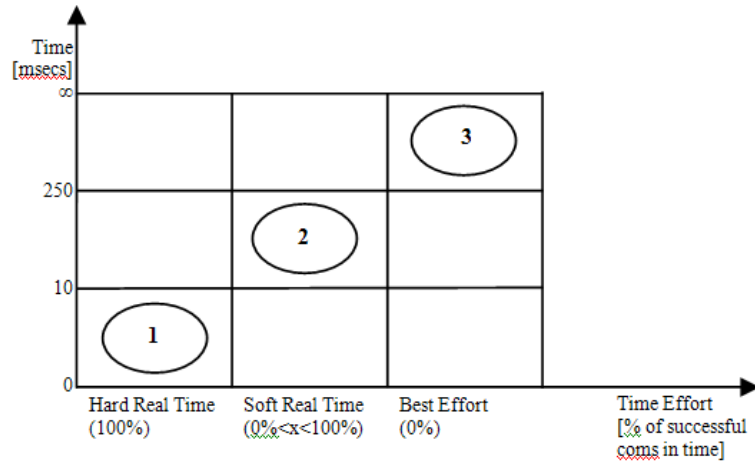 Time
[msecs]
∞
3
250
2
10
1
0
Hard Real Time
(100%)
Soft Real Time
(0%<x<100%)
Best Effort
(0%)
Time Effort
[% of successful
coms in time]